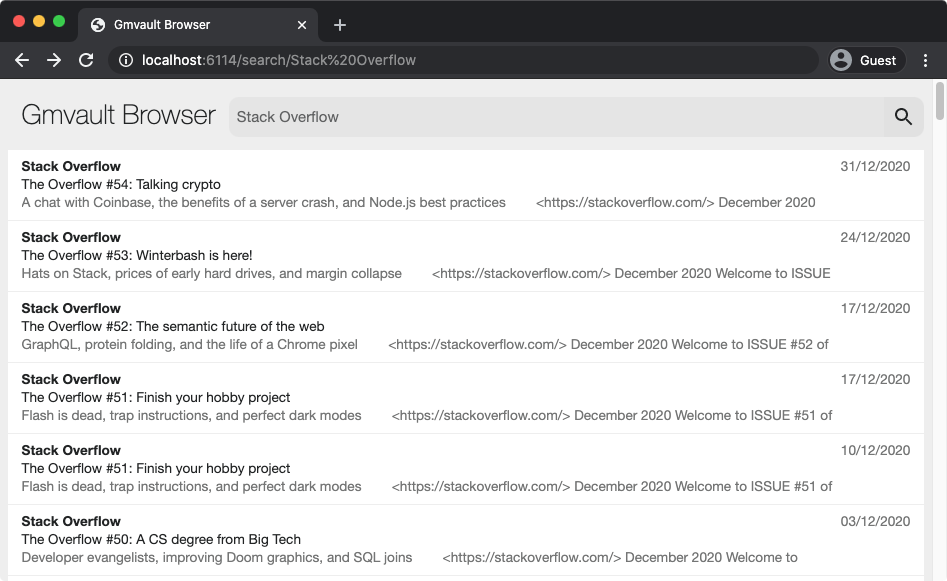 Gmvault Browser
localhost:6114/search/Stack%20Overflow
Guest
Gmvault Browser
Stack Overflow
Stack Overflow 31/12/2020
The Overflow #54: Talking crypto
A chat with Coinbase, the benefits of a server crash, and Node.js best practices <https://stackoverflow.com/> December 2020
Stack Overflow 24/12/2020
The Overflow #53: Winterbash is here!
Hats on Stack, prices of early hard drives, and margin collapse <https://stackoverflow.com/> December 2020 Welcome to ISSUE
Stack Overflow 17/12/2020
The Overflow #52: The semantic future of the web
GraphQL, protein folding, and the life of a Chrome pixel <https://stackoverflow.com/> December 2020 Welcome to ISSUE #52 of
Stack Overflow 17/12/2020
The Overflow #51: Finish your hobby project
Flash is dead, trap instructions, and perfect dark modes <https://stackoverflow.com/> December 2020 Welcome to ISSUE #51 of
Stack Overflow 10/12/2020
The Overflow #51: Finish your hobby project
Flash is dead, trap instructions, and perfect dark modes <https://stackoverflow.com/> December 2020 Welcome to ISSUE #51 of
Stack Overflow 03/12/2020
The Overflow #50: A CS degree from Big Tech
Developer evangelists, improving Doom graphics, and SQL joins <https://stackoverflow.com/> December 2020 Welcome to